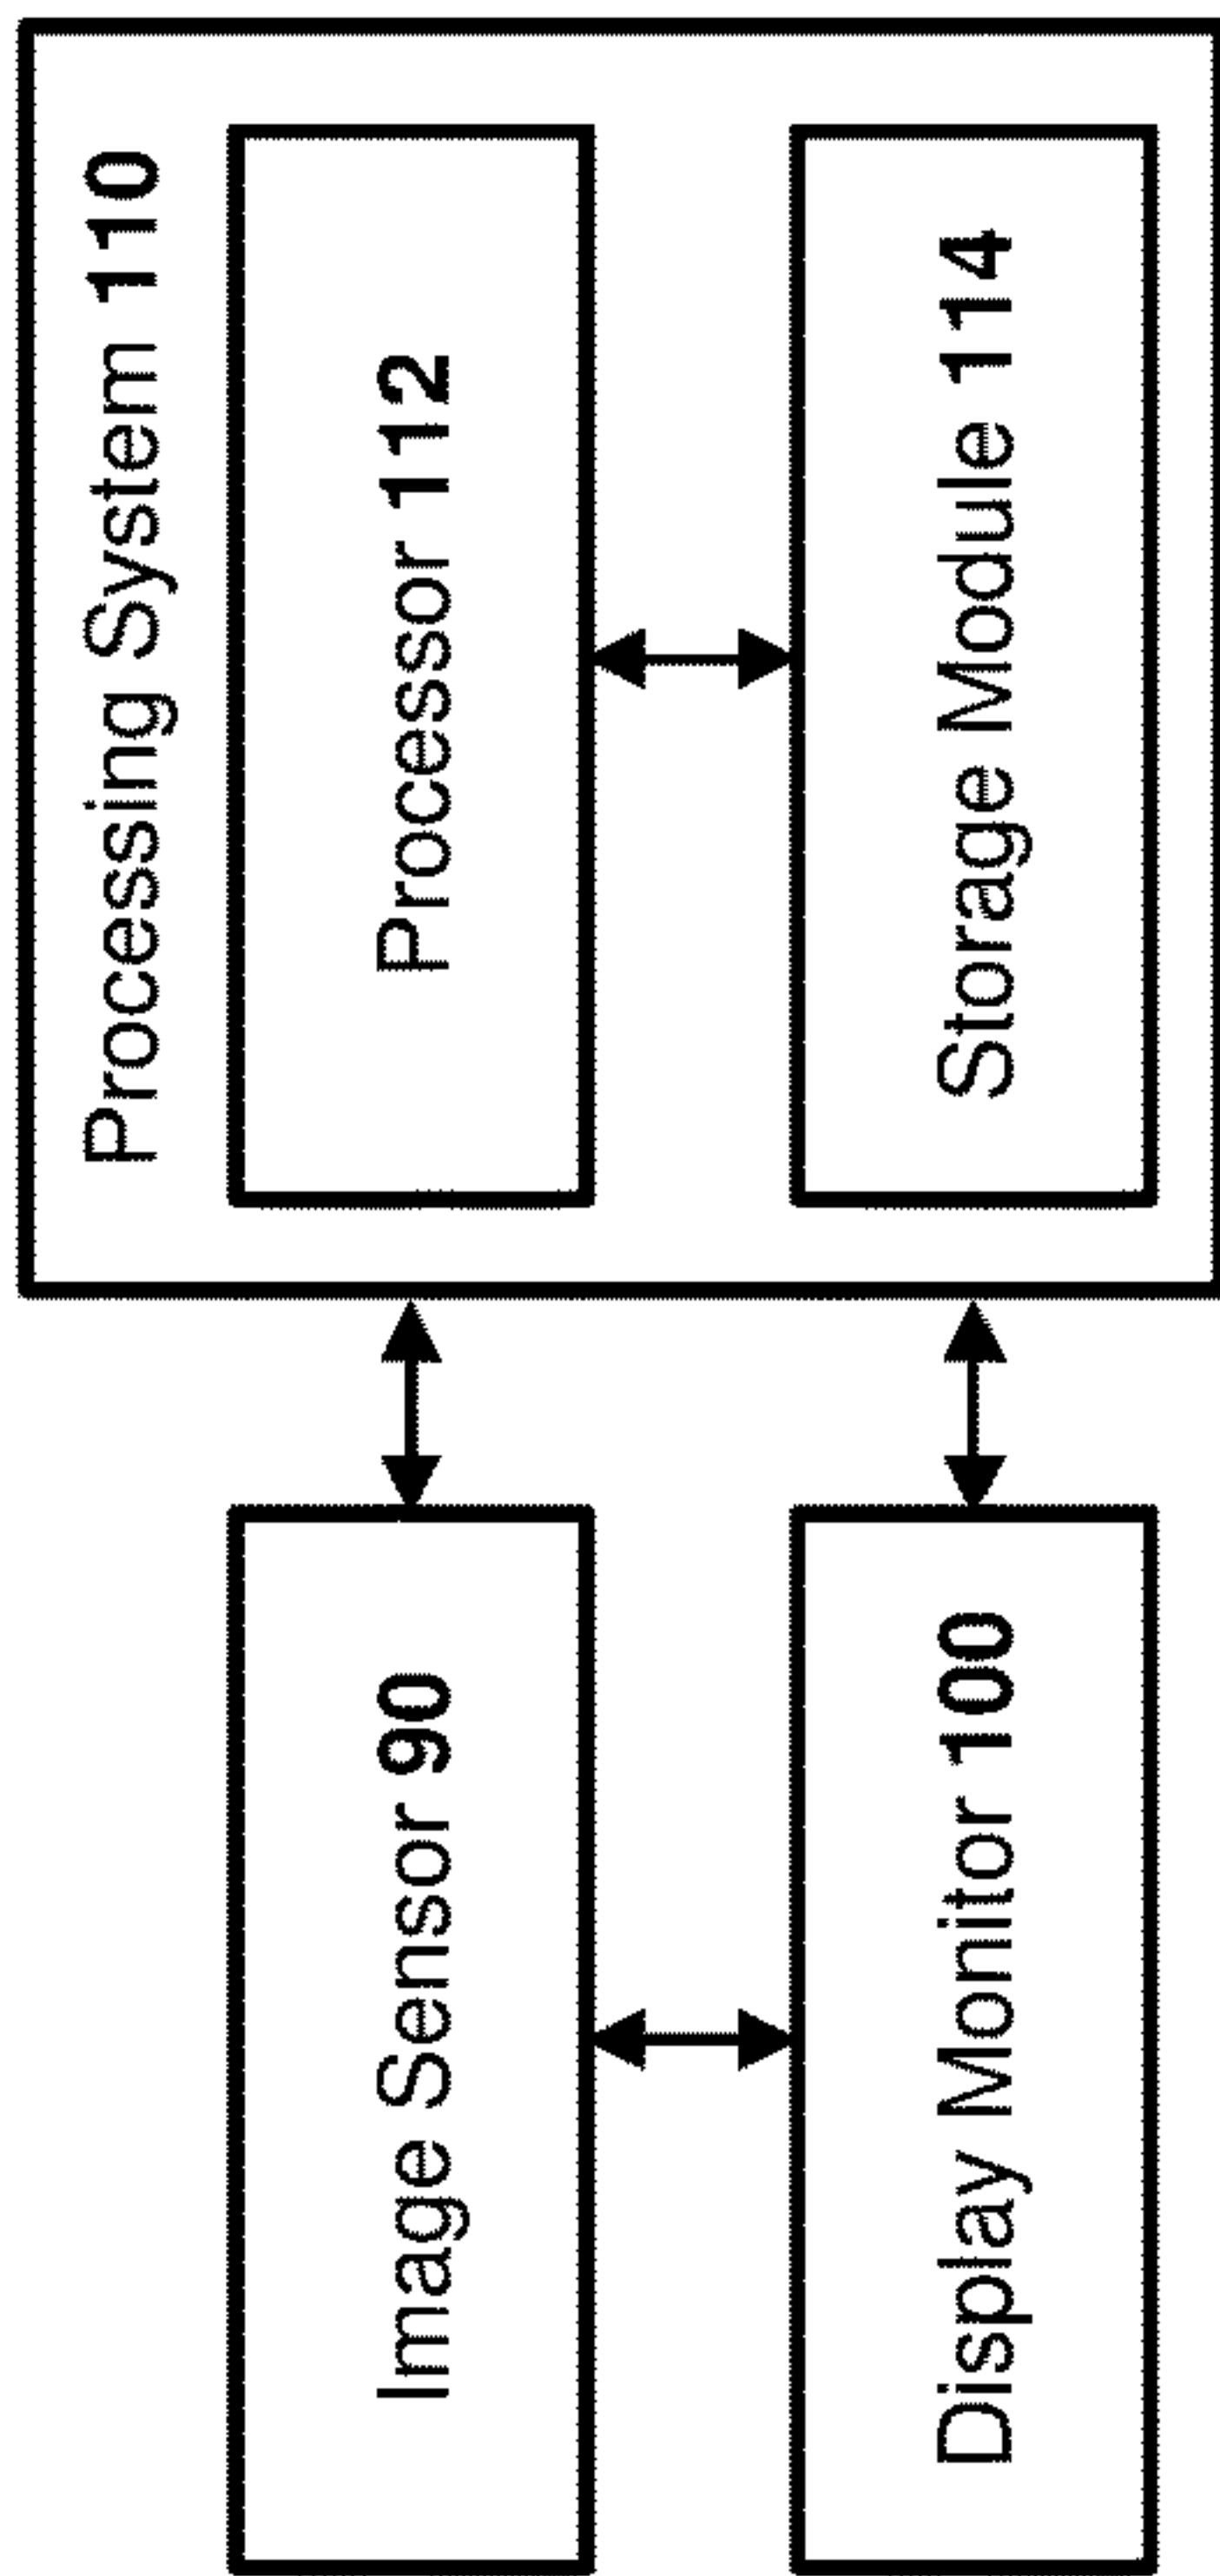 Processing System 110
Image Sensor 90
Processor 112
Display Monitor 100
Storage Module 114